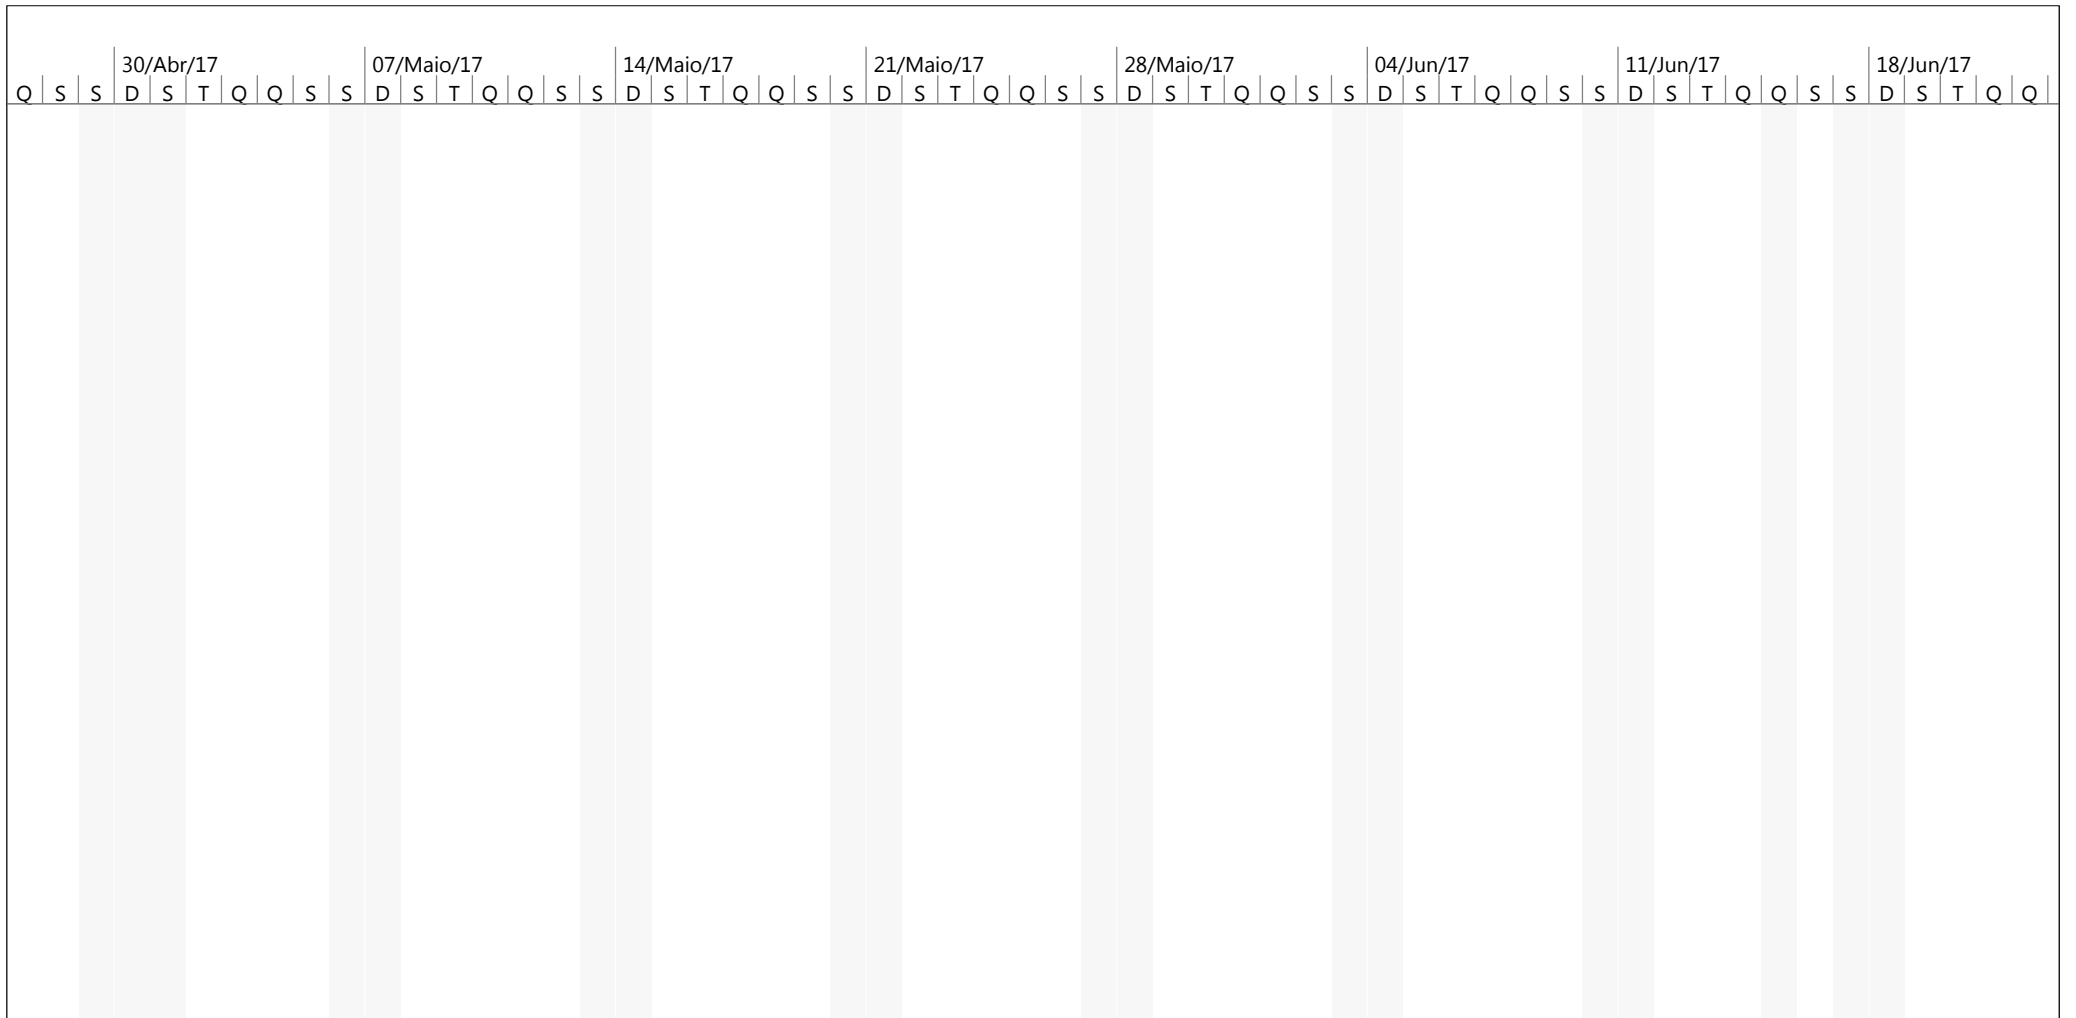 30/Abr/17 07/Maio/17 14/Maio/17 21/Maio/17 28/Maio/17 04/Jun/17 11/Jun/17 18/Jun/17
Q S S D S T Q Q S S D S T Q Q S S D S T Q Q S S D S T Q Q S S D S T Q Q S S D S T Q Q S S D S T Q Q S S D S T Q Q